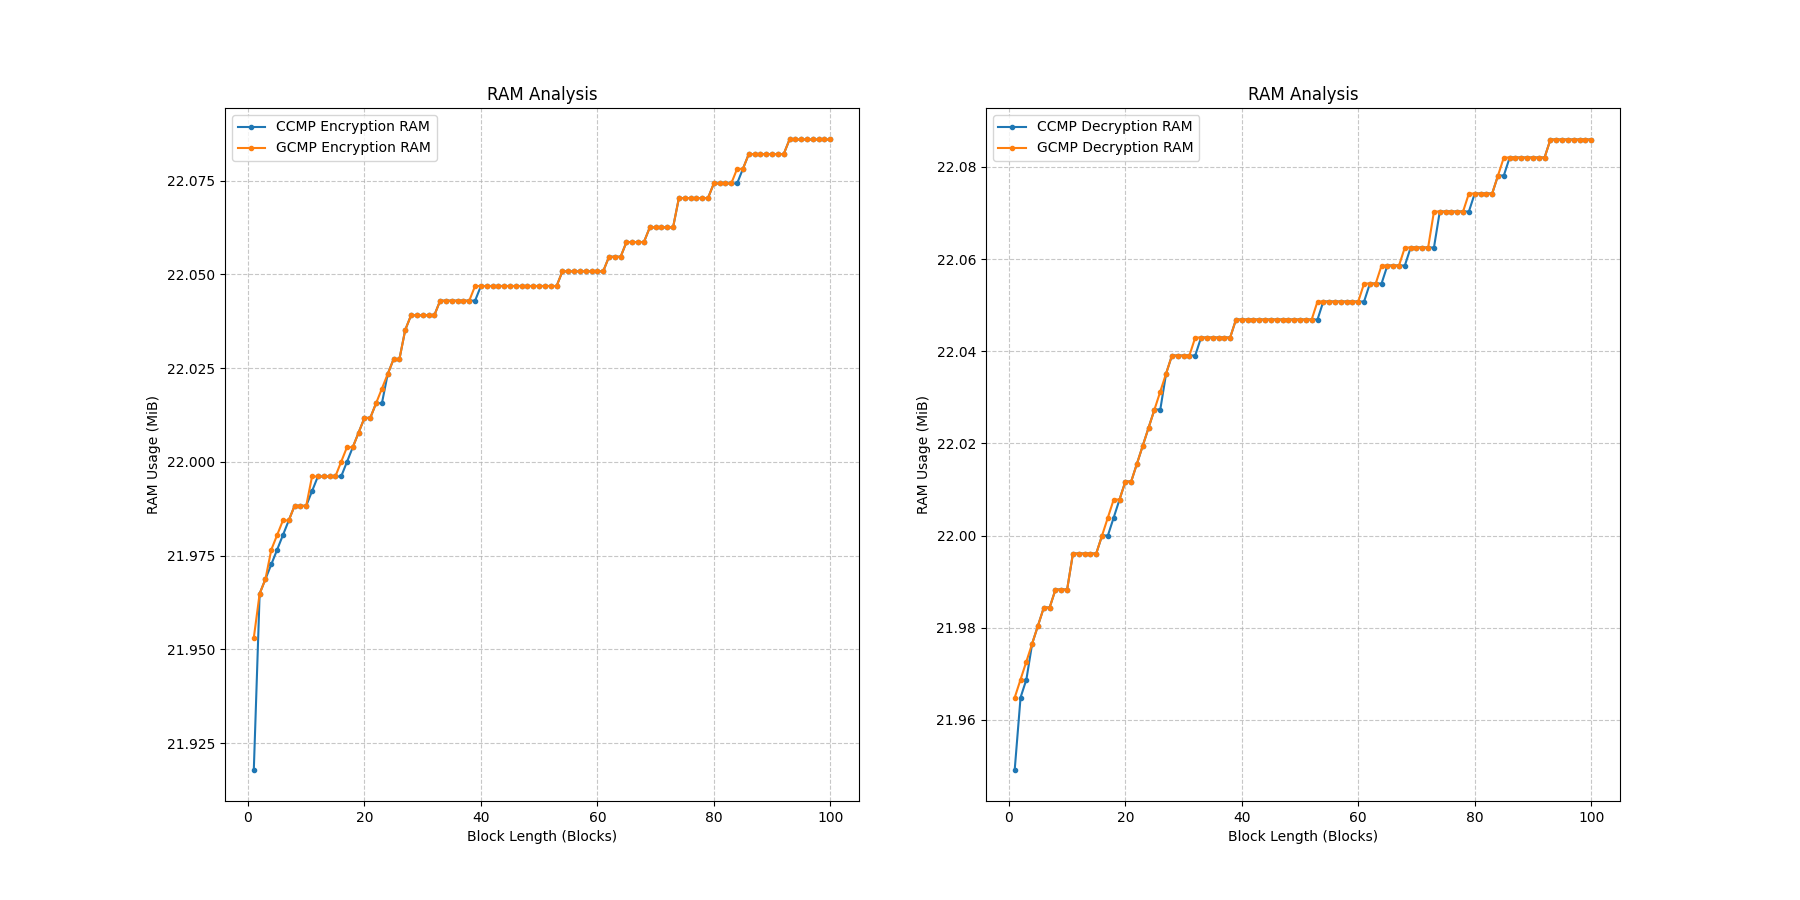 RAM Analysis
CCMP Encryption RAM
GCMP Encryption RAM
22.075
22.050
22.025
22.000
21.975
21.950
21.925
RAM Usage (MiB)
0 20 40 60 80 100
Block Length (Blocks)
RAM Analysis
CCMP Decryption RAM
GCMP Decryption RAM
22.08
22.06
22.04
22.02
22.00
21.98
21.96
RAM Usage (MiB)
0 20 40 60 80 100
Block Length (Blocks)